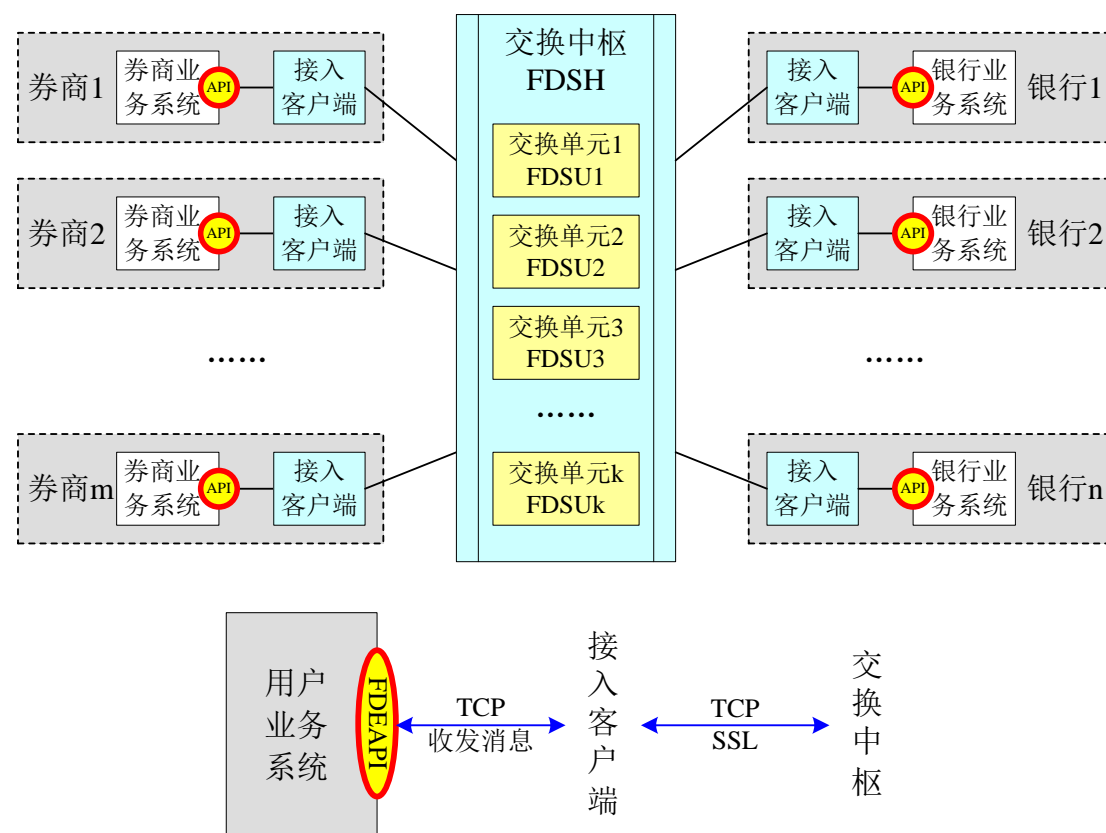 交换中枢
FDSH
券商1
券商业
务系统
API
接入
客户端
接入
客户端
API
银行业
务系统
银行1
交换单元1
FDSU1
券商2
券商业
务系统
API
接入
客户端
交换单元2
FDSU2
接入
客户端
API
银行业
务系统
银行2
交换单元3
FDSU3
……
……
……
券商m
券商业
务系统
API
接入
客户端
交换单元k
FDSUk
接入
客户端
API
银行业
务系统
银行n
用户
业务
系统
FDEAPI
TCP
收发消息
接入客户端
TCP
SSL
交换中枢